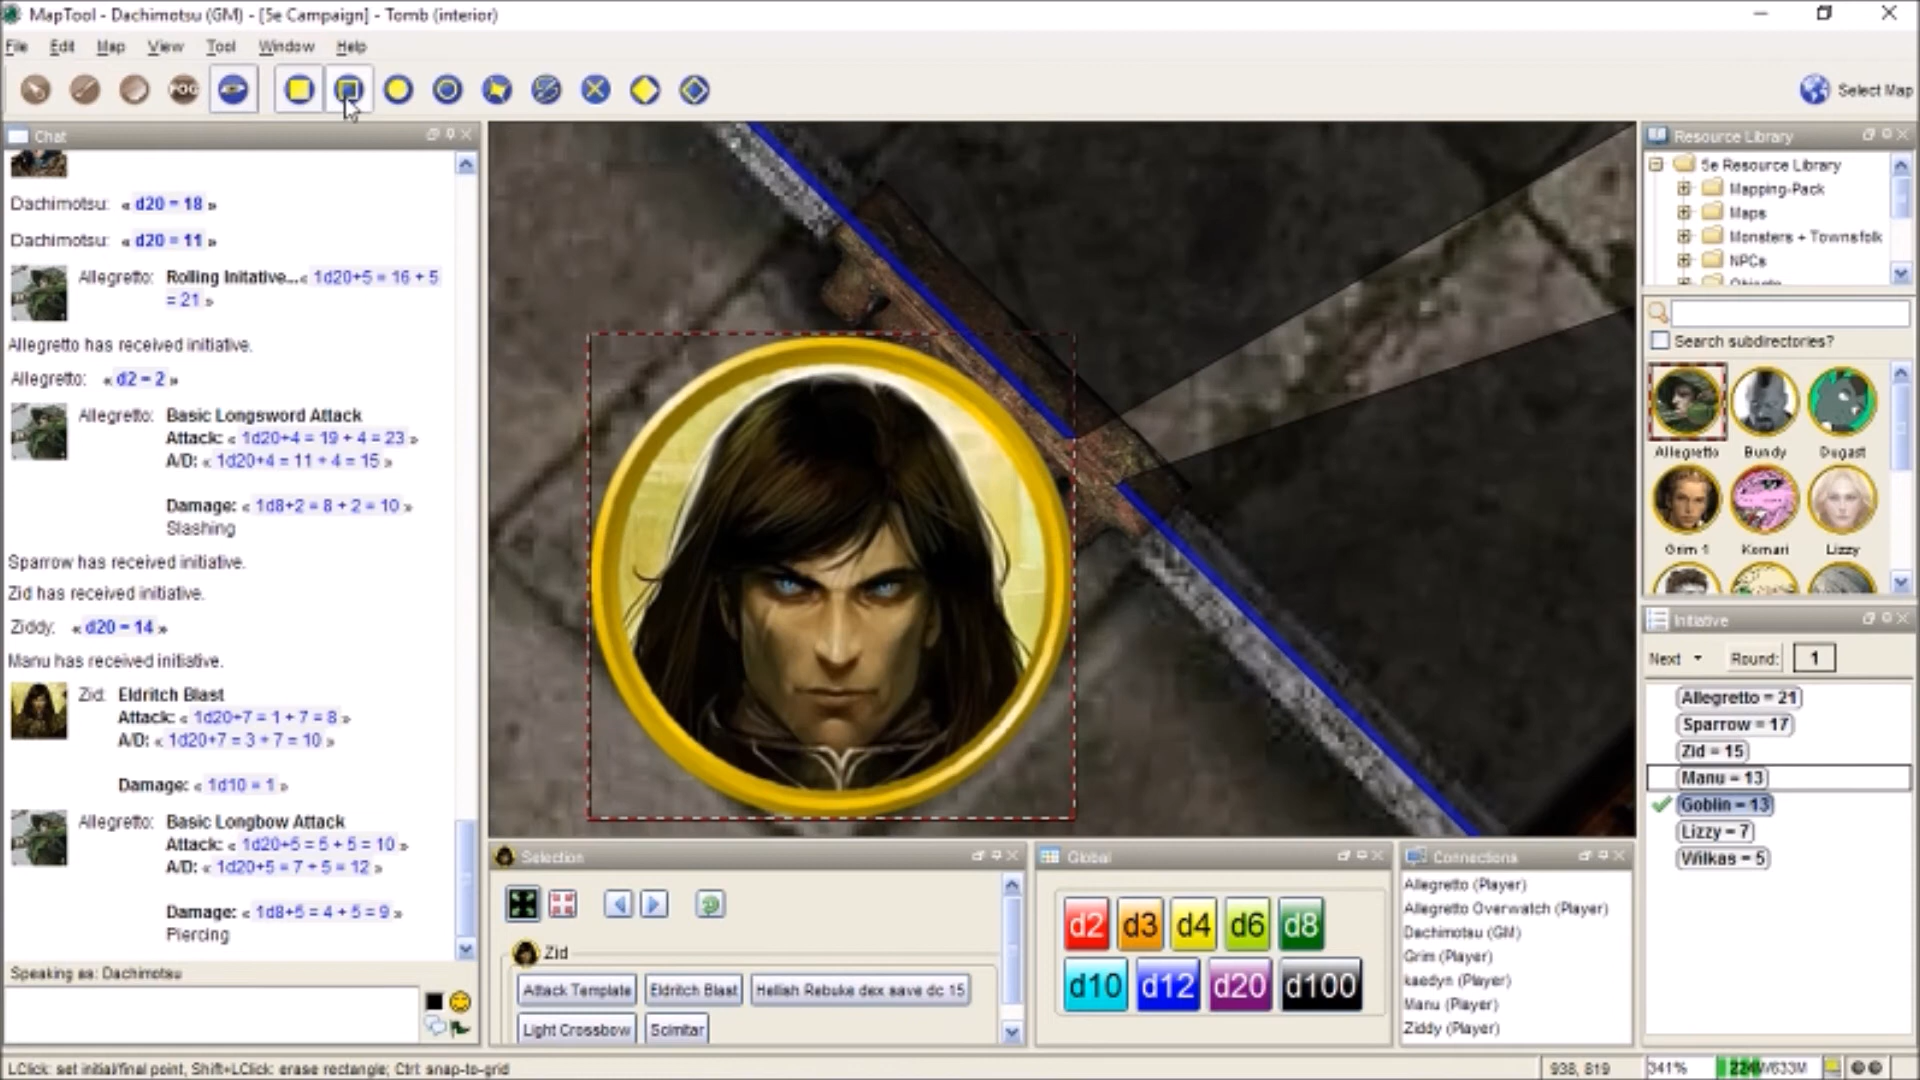 MapTool - Dachimotsu (GM) - [5e Campaign] - Tomb (interior)
File Edit Map View Tool Window Help
FOG
Select Map
Chat
Dachimotsu: « d20 = 18 »
Dachimotsu: « d20 = 11 »
Allegretto: Rolling Initative...« 1d20+5 = 16 + 5
= 21 »
Allegretto has received initiative.
Allegretto: « d2 = 2 »
Allegretto: Basic Longsword Attack
Attack: « 1d20+4 = 19 + 4 = 23 »
A/D: « 1d20+4 = 11 + 4 = 15 »
Damage: « 1d8+2 = 8 + 2 = 10 »
Slashing
Sparrow has received initiative.
Zid has received initiative.
Ziddy: « d20 = 14 »
Manu has received initiative.
Zid: Eldritch Blast
Attack: « 1d20+7 = 1 + 7 = 8 »
A/D: « 1d20+7 = 3 + 7 = 10 »
Damage: « 1d10 = 1 »
Allegretto: Basic Longbow Attack
Attack: « 1d20+5 = 5 + 5 = 10 »
A/D: « 1d20+5 = 7 + 5 = 12 »
Damage: « 1d8+5 = 4 + 5 = 9 »
Piercing
Speaking as: Dachimotsu
Selection
Zid
Attack Template Eldritch Blast Hellish Rebuke dex save dc 15
Light Crossbow Scimitar
Global
d2 d3 d4 d6 d8
d10 d12 d20 d100
Connections
Allegretto (Player)
Allegretto Overwatch (Player)
Dachimotsu (GM)
Grim (Player)
kaedyn (Player)
Manu (Player)
Ziddy (Player)
Resource Library
5e Resource Library
Mapping-Pack
Maps
Monsters + Townsfolk
NPCs
Objects
Search subdirectories?
Allegretto Bundy Dugast
Grim 1 Komari Lizzy
Initiative
Next Round: 1
Allegretto = 21
Sparrow = 17
Zid = 15
Manu = 13
Goblin = 13
Lizzy = 7
Wilkas = 5
LClick: set initial/final point, Shift+LClick: erase rectangle; Ctrl: snap-to-grid
938, 819
341%
224M/633M